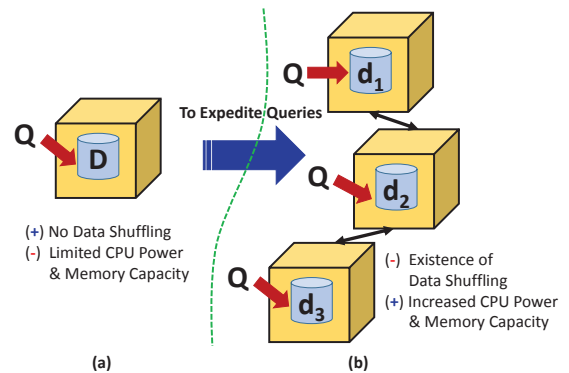 Q
D
(+) No Data Shuffling
(-) Limited CPU Power
& Memory Capacity
(a)
To Expedite Queries
Q
d1
Q
d2
Q
d3
(-) Existence of
Data Shuffling
(+) Increased CPU Power
& Memory Capacity
(b)